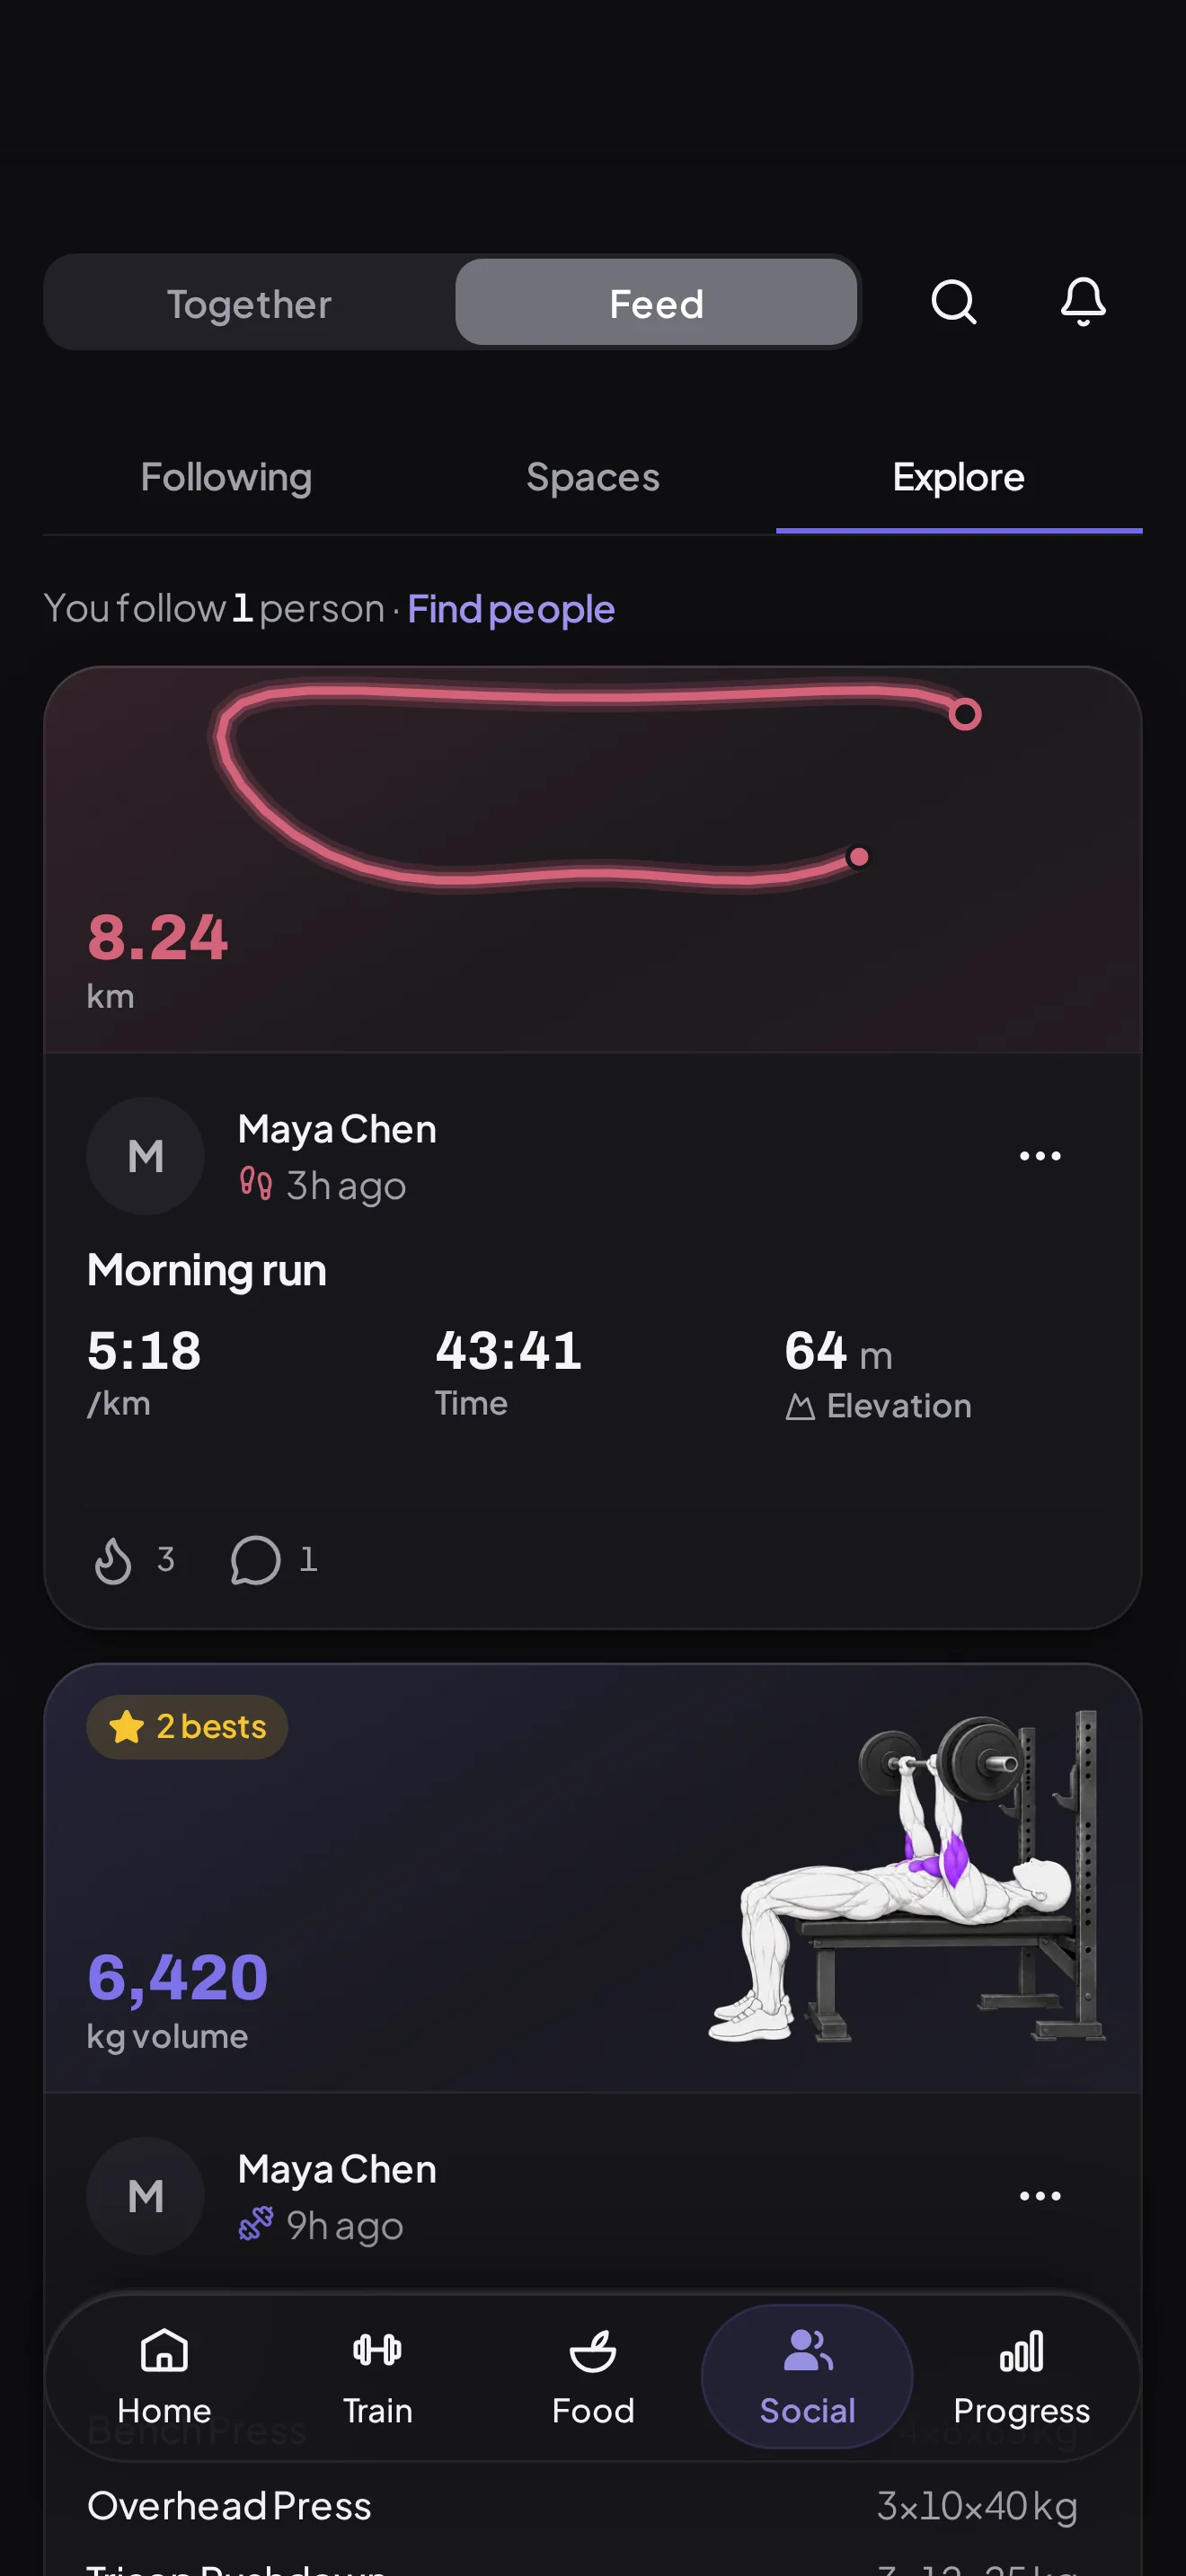 Together Feed
Following Spaces Explore
You follow 1 person · Find people
8.24
km
M
Maya Chen
3h ago
Morning run
5:18 43:41 64 m
/km Time Elevation
3 1
2 bests
6,420
kg volume
M
Maya Chen
9h ago
Home Train Food Social Progress
Bench Press
Overhead Press 3×10×40 kg